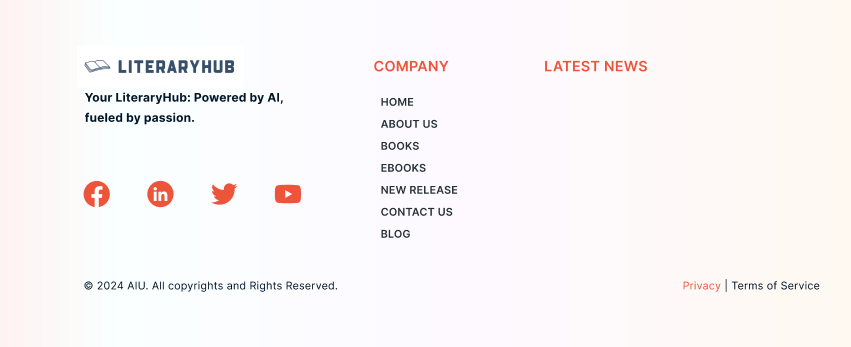 LITERARYHUB
Your LiteraryHub: Powered by AI,
fueled by passion.
COMPANY
HOME
ABOUT US
BOOKS
EBOOKS
NEW RELEASE
CONTACT US
BLOG
LATEST NEWS
© 2024 AIU. All copyrights and Rights Reserved.
Privacy | Terms of Service